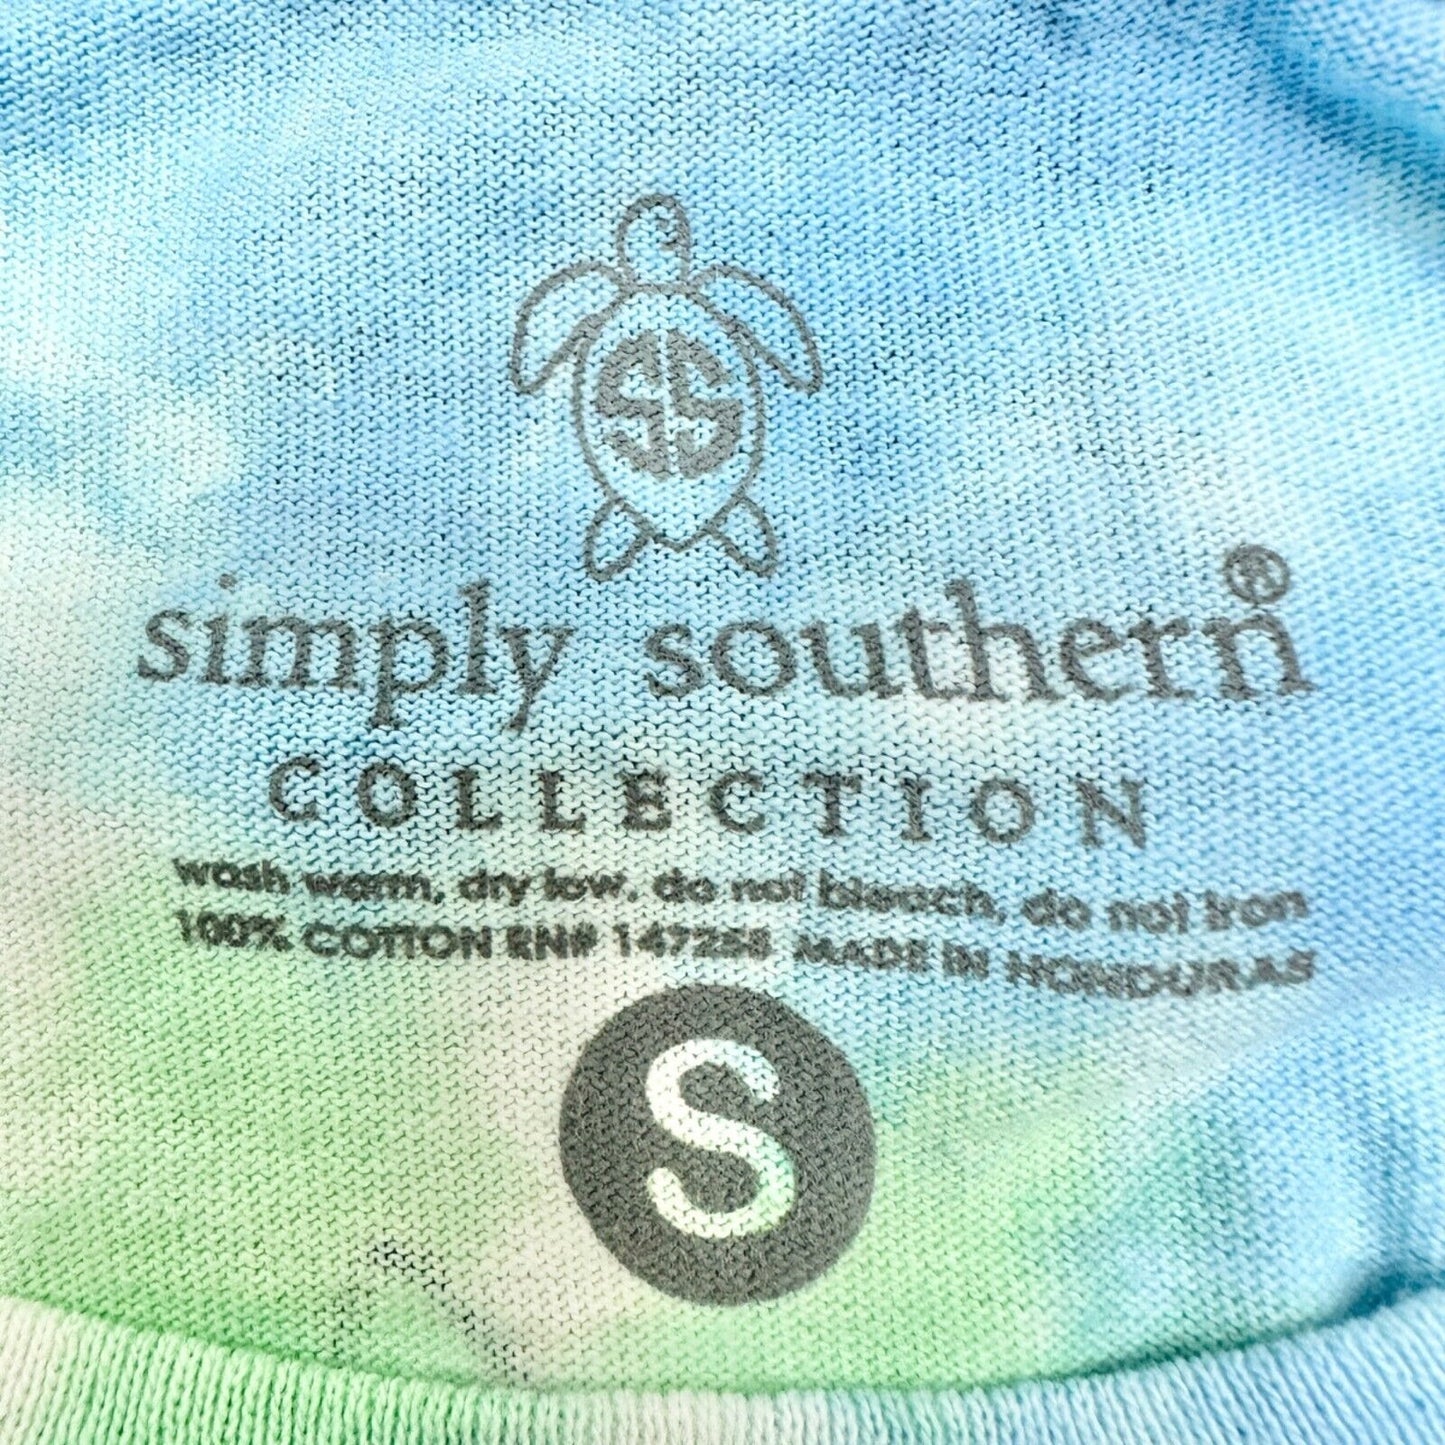 SS
simply southern®
COLLECTION
wash warm, dry low, do not bleach, do not iron
100% COTTON RN# 147255 MADE IN HONDURAS
S